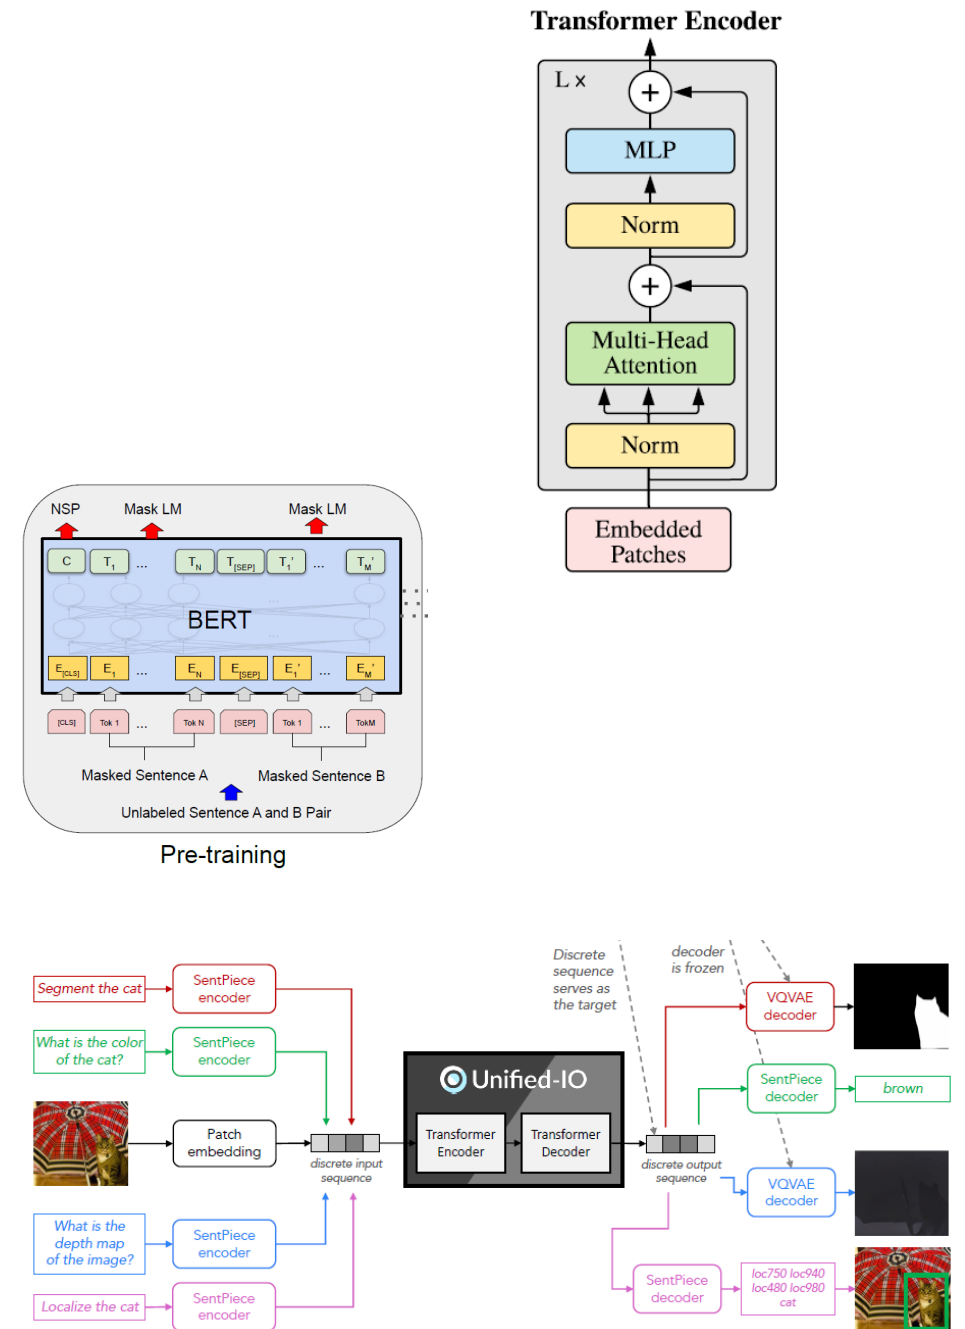 Transformer Encoder
L ×
+
MLP
Norm
+
Multi-Head
Attention
Norm
Embedded
Patches
NSP
Mask LM
Mask LM
C
T1
...
TN
T[SEP]
T1'
...
TM'
BERT
E[CLS]
E1
...
EN
E[SEP]
E1'
...
EM'
[CLS]
Tok 1
...
Tok N
[SEP]
Tok 1
...
TokM
Masked Sentence A
Masked Sentence B
Unlabeled Sentence A and B Pair
Pre-training
Segment the cat
SentPiece
encoder
What is the color
of the cat?
SentPiece
encoder
Patch
embedding
What is the
depth map
of the image?
SentPiece
encoder
Localize the cat
SentPiece
encoder
discrete input
sequence
Unified-IO
Transformer
Encoder
Transformer
Decoder
Discrete
sequence
serves as
the target
decoder
is frozen
discrete output
sequence
VQVAE
decoder
SentPiece
decoder
brown
VQVAE
decoder
SentPiece
decoder
loc750 loc940
loc480 loc980
cat